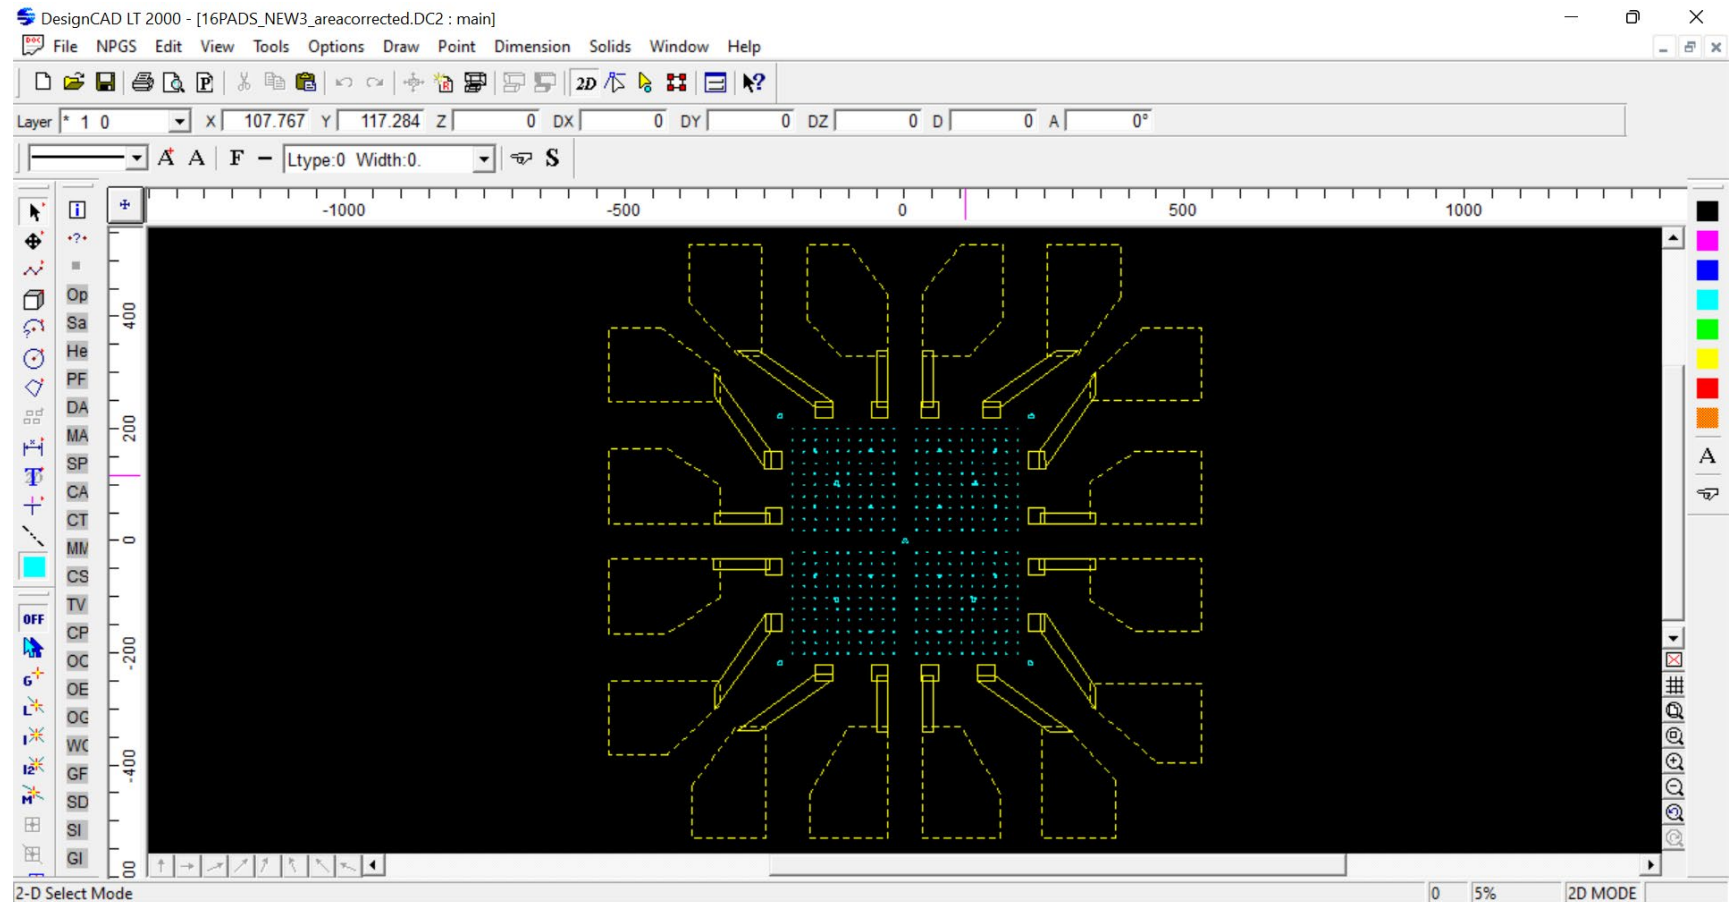 DesignCAD LT 2000 - [16PADS_NEW3_areacorrected.DC2 : main]
File NPGS Edit View Tools Options Draw Point Dimension Solids Window Help
2D
Layer * 1 0 X 107.767 Y 117.284 Z 0 DX 0 DY 0 DZ 0 D 0 A 0°
A A F Ltype:0 Width:0. S
-1000 -500 0 500 1000
Op
Sa
He
PF
DA
MA
SP
CA
CT
MM
CS
TV
CP
OC
OE
OG
WC
GF
SD
SI
GI
400
200
0
-200
-400
OFF
G
L
I
I2
M
A
2-D Select Mode 0 5% 2D MODE